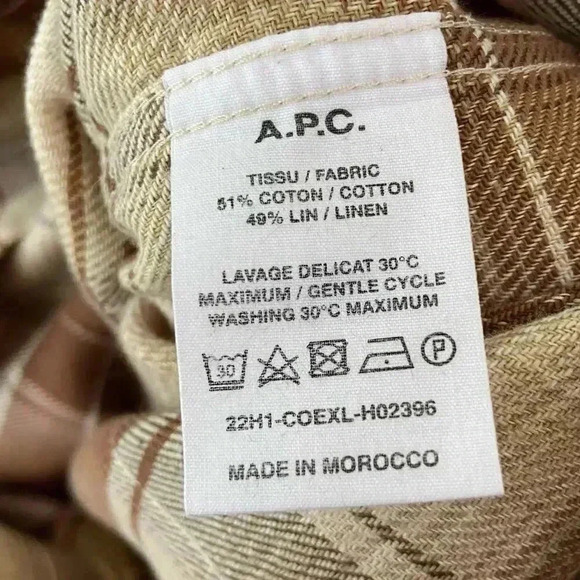 A.P.C.
TISSU / FABRIC
51% COTON / COTTON
49% LIN / LINEN
LAVAGE DELICAT 30°C
MAXIMUM / GENTLE CYCLE
WASHING 30°C MAXIMUM
30 P
22H1-COEXL-H02396
MADE IN MOROCCO